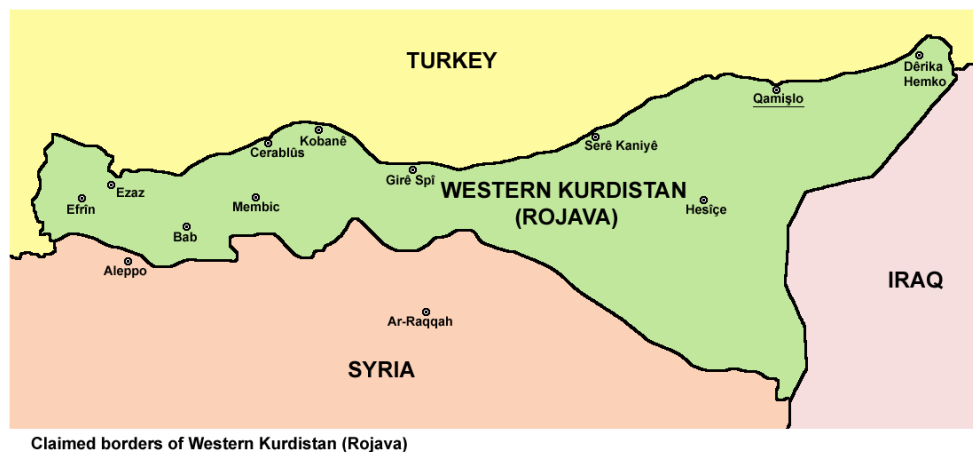 TURKEY
Dêrika
Hemko
Qamişlo
Kobanê
Cerablûs
Serê Kaniyê
Girê Spî
Ezaz
Efrîn
Membic
WESTERN KURDISTAN
(ROJAVA)
Hesîçe
Bab
Aleppo
IRAQ
Ar-Raqqah
SYRIA
Claimed borders of Western Kurdistan (Rojava)